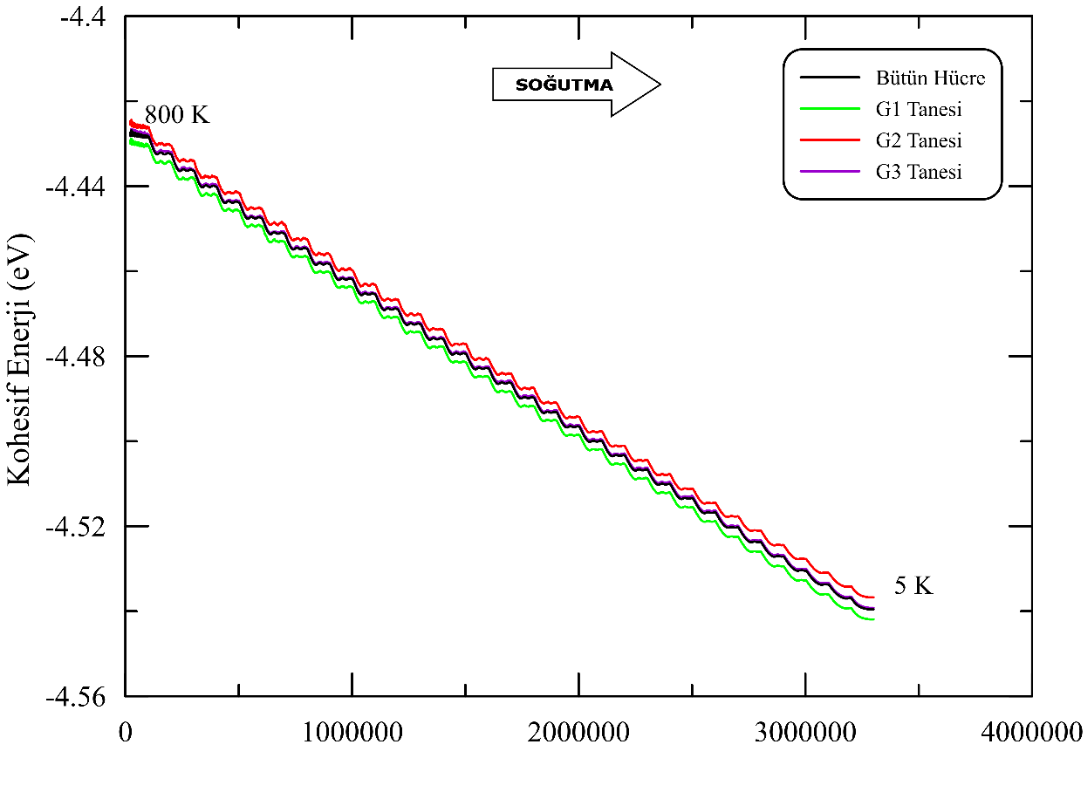 -4.4
SOĞUTMA
Bütün Hücre
G1 Tanesi
G2 Tanesi
G3 Tanesi
800 K
-4.44
Kohesif Enerji (eV)
-4.48
-4.52
5 K
-4.56
0
1000000
2000000
3000000
4000000